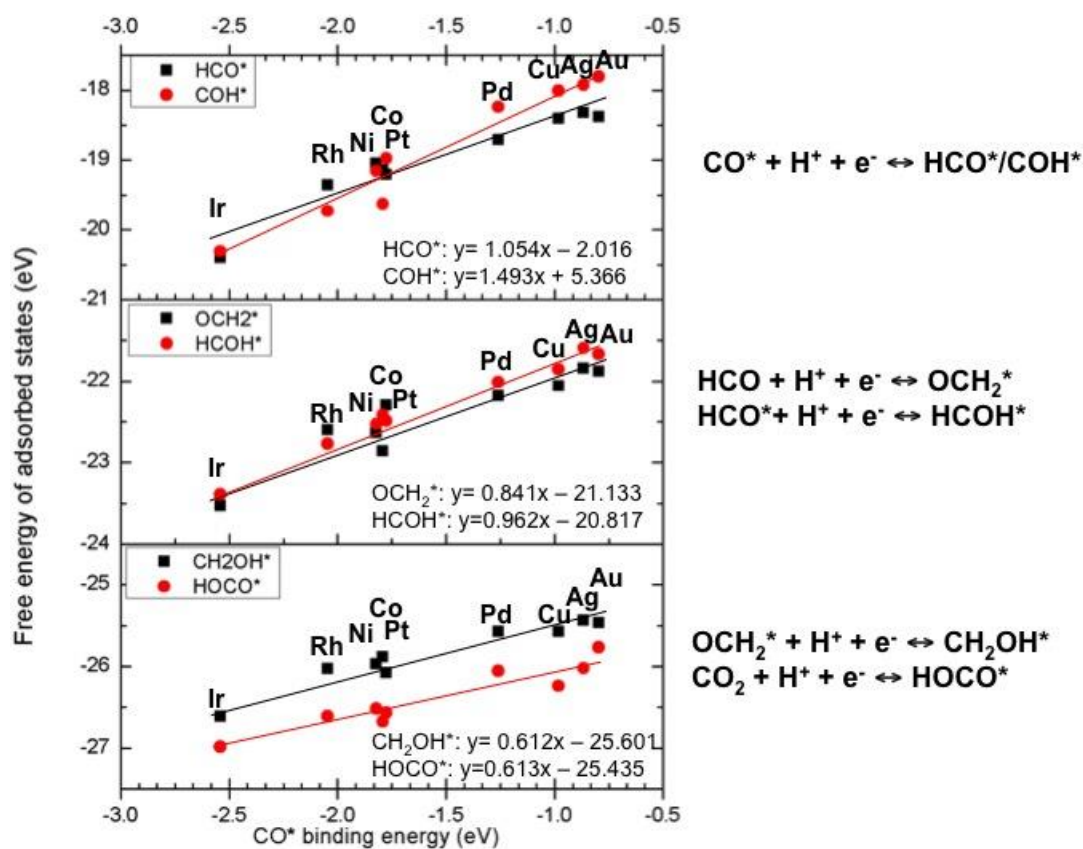 -3.0 -2.5 -2.0 -1.5 -1.0 -0.5
HCO*
COH*
-18
-19
-20
-21
Ir
Rh
Ni
Co
Pt
Pd
Cu
Ag
Au
HCO*: y= 1.054x – 2.016
COH*: y=1.493x + 5.366
CO* + H⁺ + e⁻ ⇔ HCO*/COH*
Free energy of adsorbed states (eV)
OCH2*
HCOH*
-22
-23
-24
Ir
Rh
Ni
Co
Pt
Pd
Cu
Ag
Au
OCH₂*: y= 0.841x – 21.133
HCOH*: y=0.962x – 20.817
HCO + H⁺ + e⁻ ⇔ OCH₂*
HCO*+ H⁺ + e⁻ ⇔ HCOH*
CH2OH*
HOCO*
-25
-26
-27
Ir
Rh
Ni
Co
Pt
Pd
Cu
Ag
Au
CH₂OH*: y= 0.612x – 25.601
HOCO*: y=0.613x – 25.435
OCH₂* + H⁺ + e⁻ ⇔ CH₂OH*
CO₂ + H⁺ + e⁻ ⇔ HOCO*
-3.0 -2.5 -2.0 -1.5 -1.0 -0.5
CO* binding energy (eV)